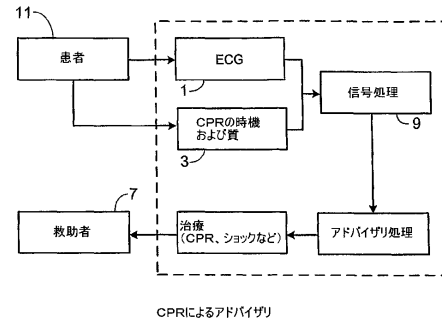 11
患者
ECG
1
CPRの時機
および質
3
信号処理
9
7
救助者
治療
(CPR、ショックなど)
アドバイザリ処理
CPRによるアドバイザリ